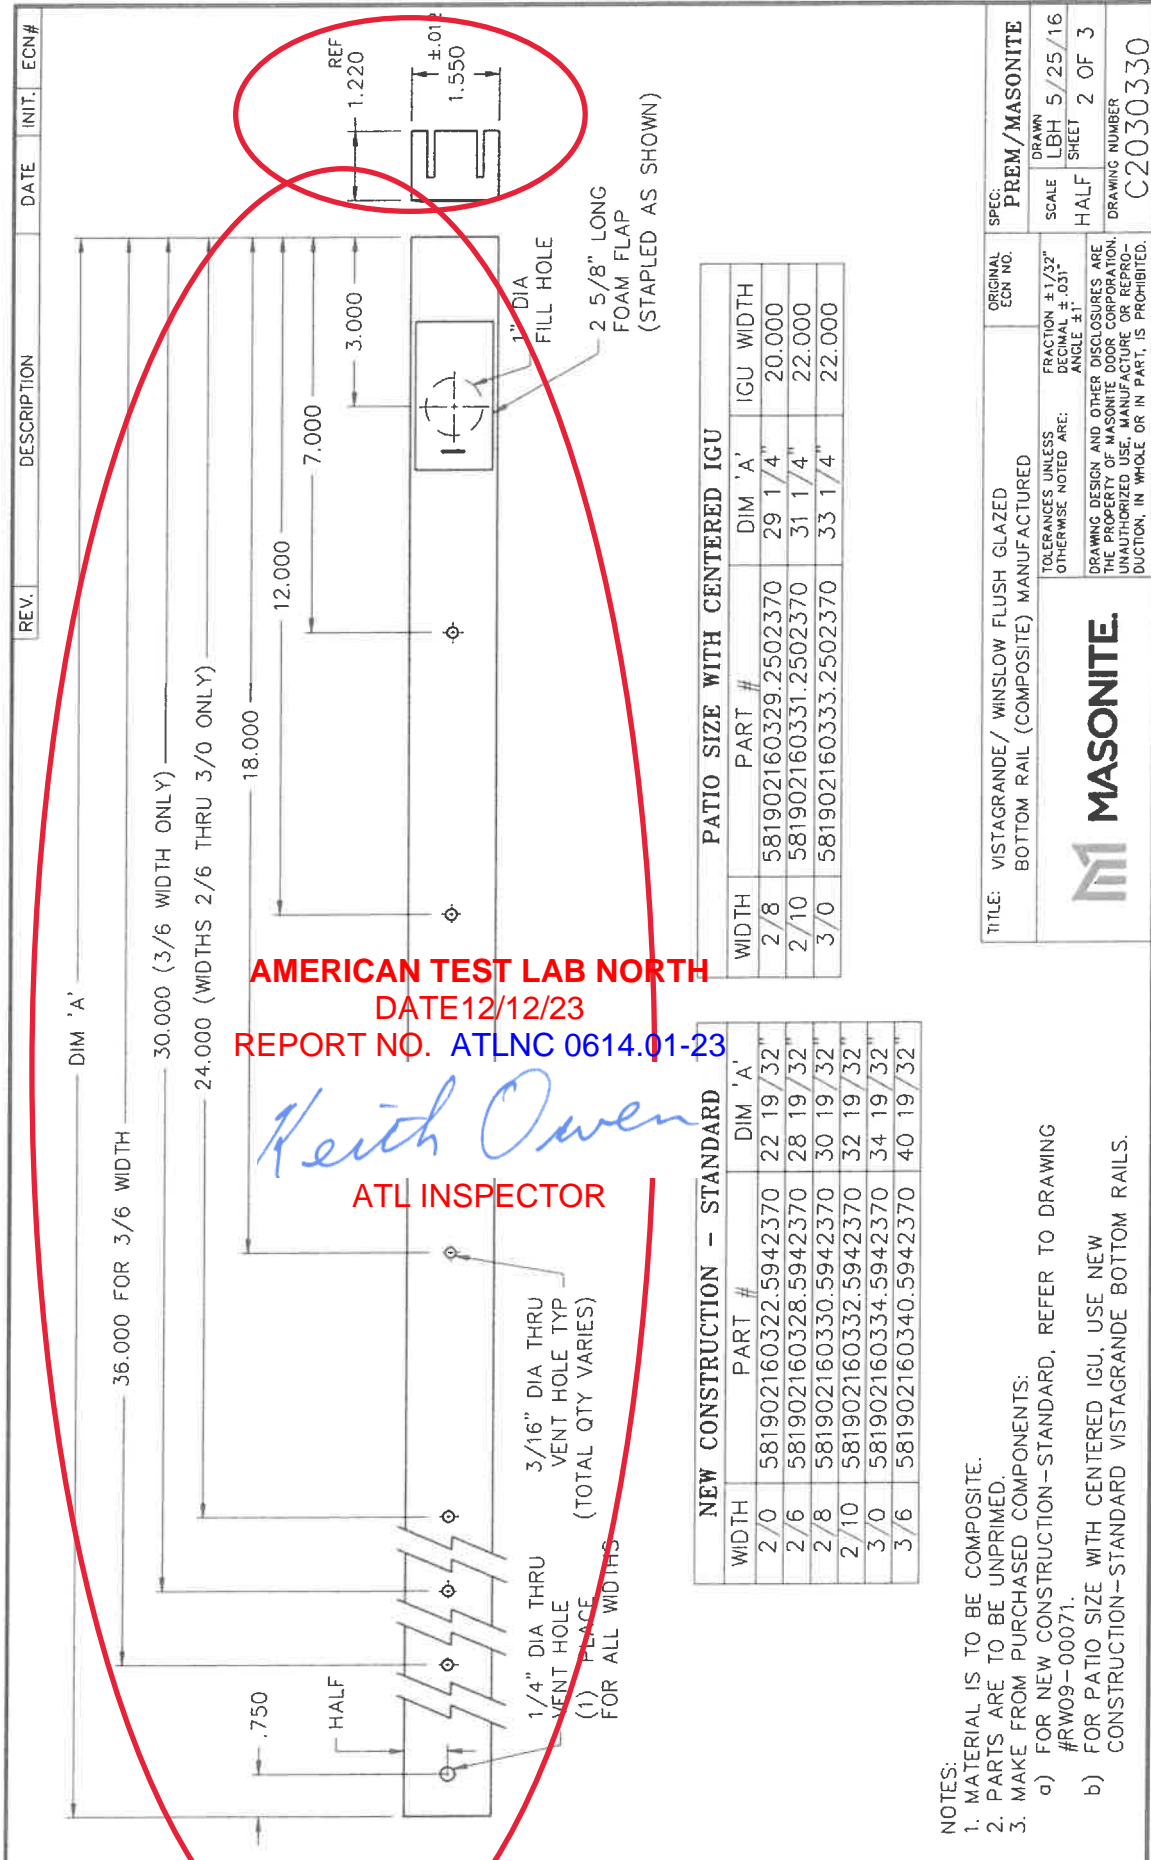 REV. DESCRIPTION DATE INIT. ECN#
DIM 'A'
36.000 FOR 3/6 WIDTH
30.000 (3/6 WIDTH ONLY)
24.000 (WIDTHS 2/6 THRU 3/0 ONLY)
18.000
12.000
7.000
3.000
.750
HALF
REF
1.220
±.012
1.550
1" DIA
FILL HOLE
2 5/8" LONG
FOAM FLAP
(STAPLED AS SHOWN)
1/4" DIA THRU
VENT HOLE
(1) PLACE
FOR ALL WIDTHS
3/16" DIA THRU
VENT HOLE TYP
(TOTAL QTY VARIES)
AMERICAN TEST LAB NORTH
DATE12/12/23
REPORT NO. ATLNC 0614.01-23
Keith Owen
ATL INSPECTOR
NEW CONSTRUCTION - STANDARD
WIDTH PART # DIM 'A'
2/0 581902160322.5942370 22 19/32"
2/6 581902160328.5942370 28 19/32"
2/8 581902160330.5942370 30 19/32"
2/10 581902160332.5942370 32 19/32"
3/0 581902160334.5942370 34 19/32"
3/6 581902160340.5942370 40 19/32"
PATIO SIZE WITH CENTERED IGU
WIDTH PART # DIM 'A' IGU WIDTH
2/8 581902160329.2502370 29 1/4" 20.000
2/10 581902160331.2502370 31 1/4" 22.000
3/0 581902160333.2502370 33 1/4" 22.000
NOTES:
1. MATERIAL IS TO BE COMPOSITE.
2. PARTS ARE TO BE UNPRIMED.
3. MAKE FROM PURCHASED COMPONENTS:
a) FOR NEW CONSTRUCTION-STANDARD, REFER TO DRAWING
#RW09-00071.
b) FOR PATIO SIZE WITH CENTERED IGU, USE NEW
CONSTRUCTION-STANDARD VISTAGRANDE BOTTOM RAILS.
TITLE: VISTAGRANDE/ WINSLOW FLUSH GLAZED
BOTTOM RAIL (COMPOSITE) MANUFACTURED
ORIGINAL
ECN NO.
SPEC:
PREM/MASONITE
MASONITE.
TOLERANCES UNLESS
OTHERWISE NOTED ARE:
FRACTION ±1/32"
DECIMAL ±.031"
ANGLE ±1°
DRAWING DESIGN AND OTHER DISCLOSURES ARE
THE PROPERTY OF MASONITE DOOR CORPORATION.
UNAUTHORIZED USE, MANUFACTURE OR REPRO-
DUCTION, IN WHOLE OR IN PART, IS PROHIBITED.
SCALE
HALF
DRAWN
LBH 5/25/16
SHEET 2 OF 3
DRAWING NUMBER
C2030330